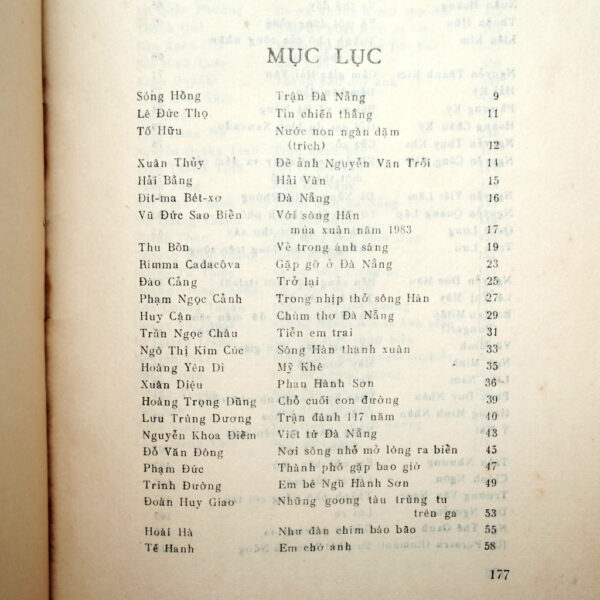 MỤC LỤC
Sóng Hồng Trận Đà Nẵng 9
Lê Đức Thọ Tin chiến thắng 11
Tố Hữu Nước non ngàn dặm
(trích) 12
Xuân Thủy Đề ảnh Nguyễn Văn Trỗi 14
Hải Bằng Hải Vân 15
Đit-ma Bét-xơ Đà Nẵng 16
Vũ Đức Sao Biển Với sông Hàn
mùa xuân năm 1983 17
Thu Bồn Về trong ánh sáng 19
Rimma Cadacôva Gặp gỡ ở Đà Nẵng 23
Đào Cảng Trở lại 25
Phạm Ngọc Cảnh Trong nhịp thở sông Hàn 27
Huy Cận Chùm thơ Đà Nẵng 29
Trần Ngọc Châu Tiễn em trai 31
Ngô Thị Kim Cúc Sông Hàn thanh xuân 33
Hoàng Yên Di Mỹ Khê 35
Xuân Diệu Phan Hành Sơn 36
Hoàng Trọng Dũng Chỗ cuối con đường 39
Lưu Trùng Dương Trận đánh 117 năm 40
Nguyễn Khoa Điềm Viết từ Đà Nẵng 43
Đỗ Văn Đông Nơi sông nhỏ mở lòng ra biển 45
Phạm Đức Thành phố gặp bao giờ 47
Trinh Đường Em bé Ngũ Hành Sơn 49
Đoàn Huy Giao Những goong tàu trùng tu
trên ga 53
Hoài Hà Như đàn chim báo bão 55
Tế Hanh Em chờ anh 58
177